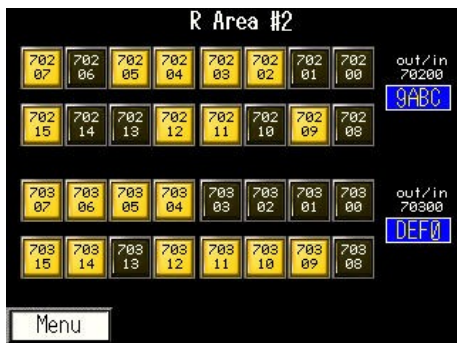 R Area #2
702 702 702 702 702 702 702 702 out/in
07 06 05 04 03 02 01 00 70200
9ABC
702 702 702 702 702 702 702 702
15 14 13 12 11 10 09 08
703 703 703 703 703 703 703 703 out/in
07 06 05 04 03 02 01 00 70300
DEF0
703 703 703 703 703 703 703 703
15 14 13 12 11 10 09 08
Menu